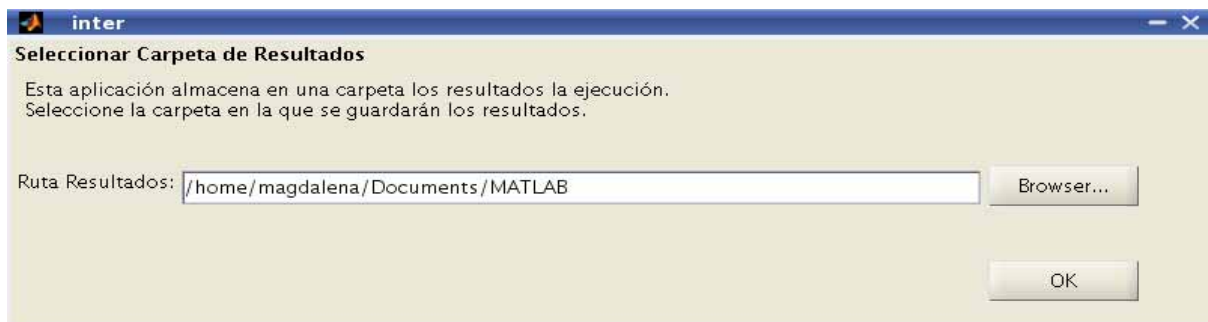 inter
Seleccionar Carpeta de Resultados
Esta aplicación almacena en una carpeta los resultados la ejecución.
Seleccione la carpeta en la que se guardarán los resultados.
Ruta Resultados: /home/magdalena/Documents/MATLAB Browser...
OK